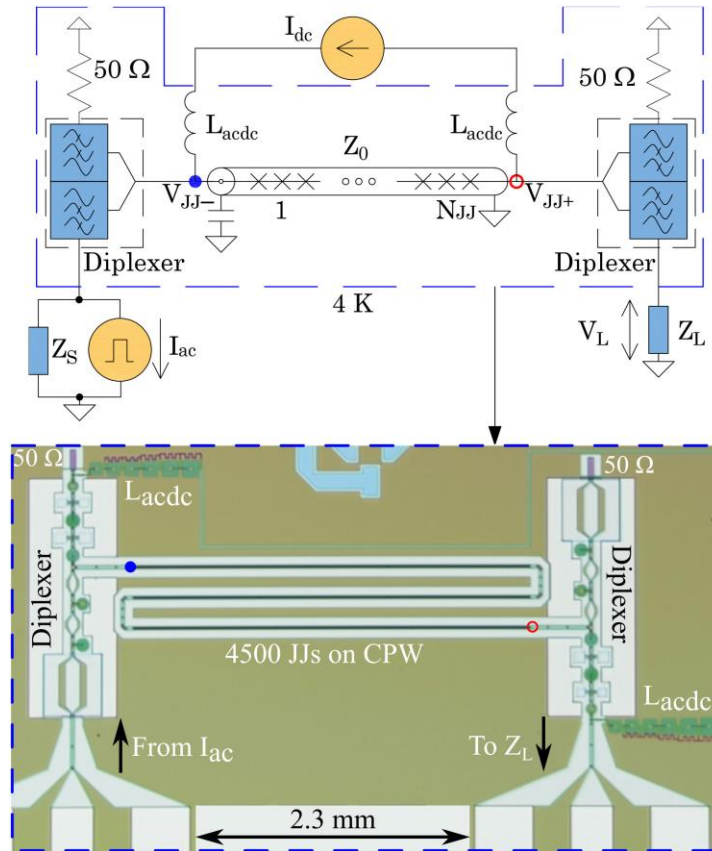 I_dc
50 Ω
50 Ω
L_acdc
L_acdc
Z_0
V_JJ−
1
N_JJ
V_JJ+
Diplexer
Diplexer
4 K
Z_S
I_ac
V_L
Z_L
50 Ω
L_acdc
50 Ω
Diplexer
Diplexer
4500 JJs on CPW
L_acdc
From I_ac
To Z_L
2.3 mm